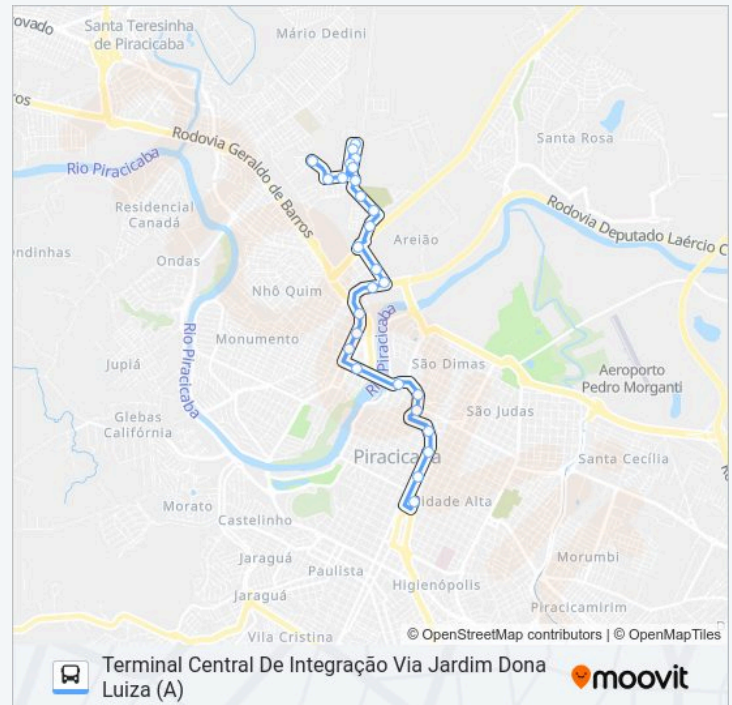 ovado
Santa Teresinha
de Piracicaba
Mário Dedini
ros
Rodovia Geraldo de Barros
Santa Rosa
Rio Piracicaba
Residencial
Canadá
Rodovia Deputado Laércio C
Areião
ondinhas
Ondas
Nhô Quim
Rio Piracicaba
Rio Piracicaba
Monumento
São Dimas
Aeroporto
Pedro Morganti
Jupiá
São Judas
Glebas
Califórnia
Piracicaba
Santa Cecília
Morato
Cidade Alta
Castelinho
Jaraguá
Paulista
Morumbi
Higienópolis
Jaraguá
Piracicamirim
Vila Cristina
© OpenStreetMap contributors | © OpenMapTiles
Terminal Central De Integração Via Jardim Dona
Luiza (A)
moovit